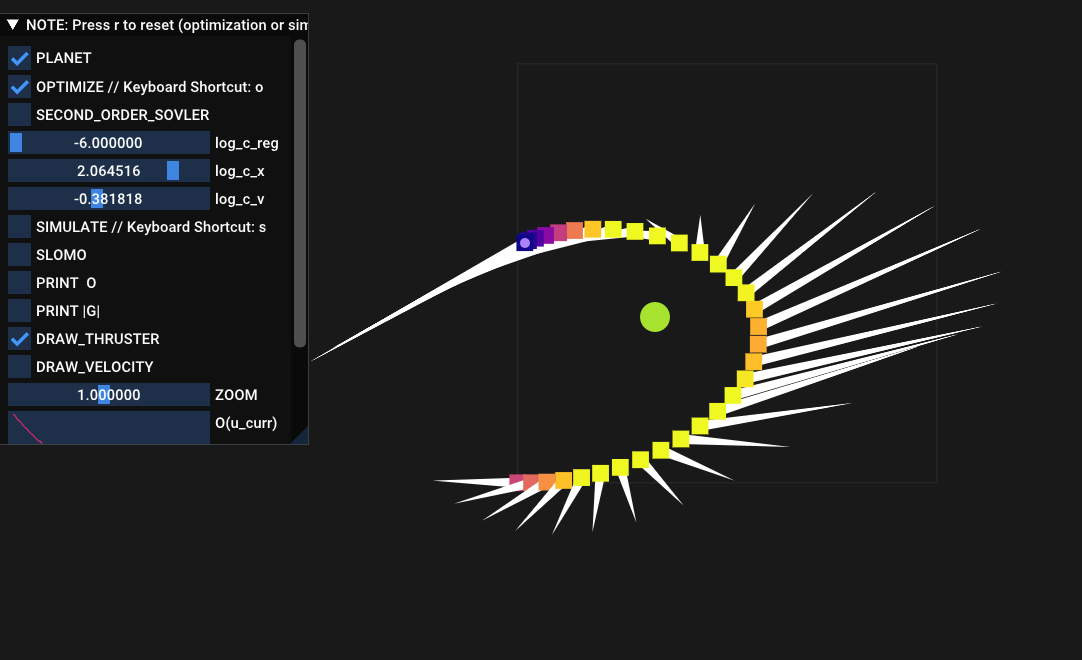 NOTE: Press r to reset (optimization or sim
PLANET
OPTIMIZE // Keyboard Shortcut: o
SECOND_ORDER_SOVLER
-6.000000 log_c_reg
2.064516 log_c_x
-0.381818 log_c_v
SIMULATE // Keyboard Shortcut: s
SLOMO
PRINT O
PRINT |G|
DRAW_THRUSTER
DRAW_VELOCITY
1.000000 ZOOM
O(u_curr)